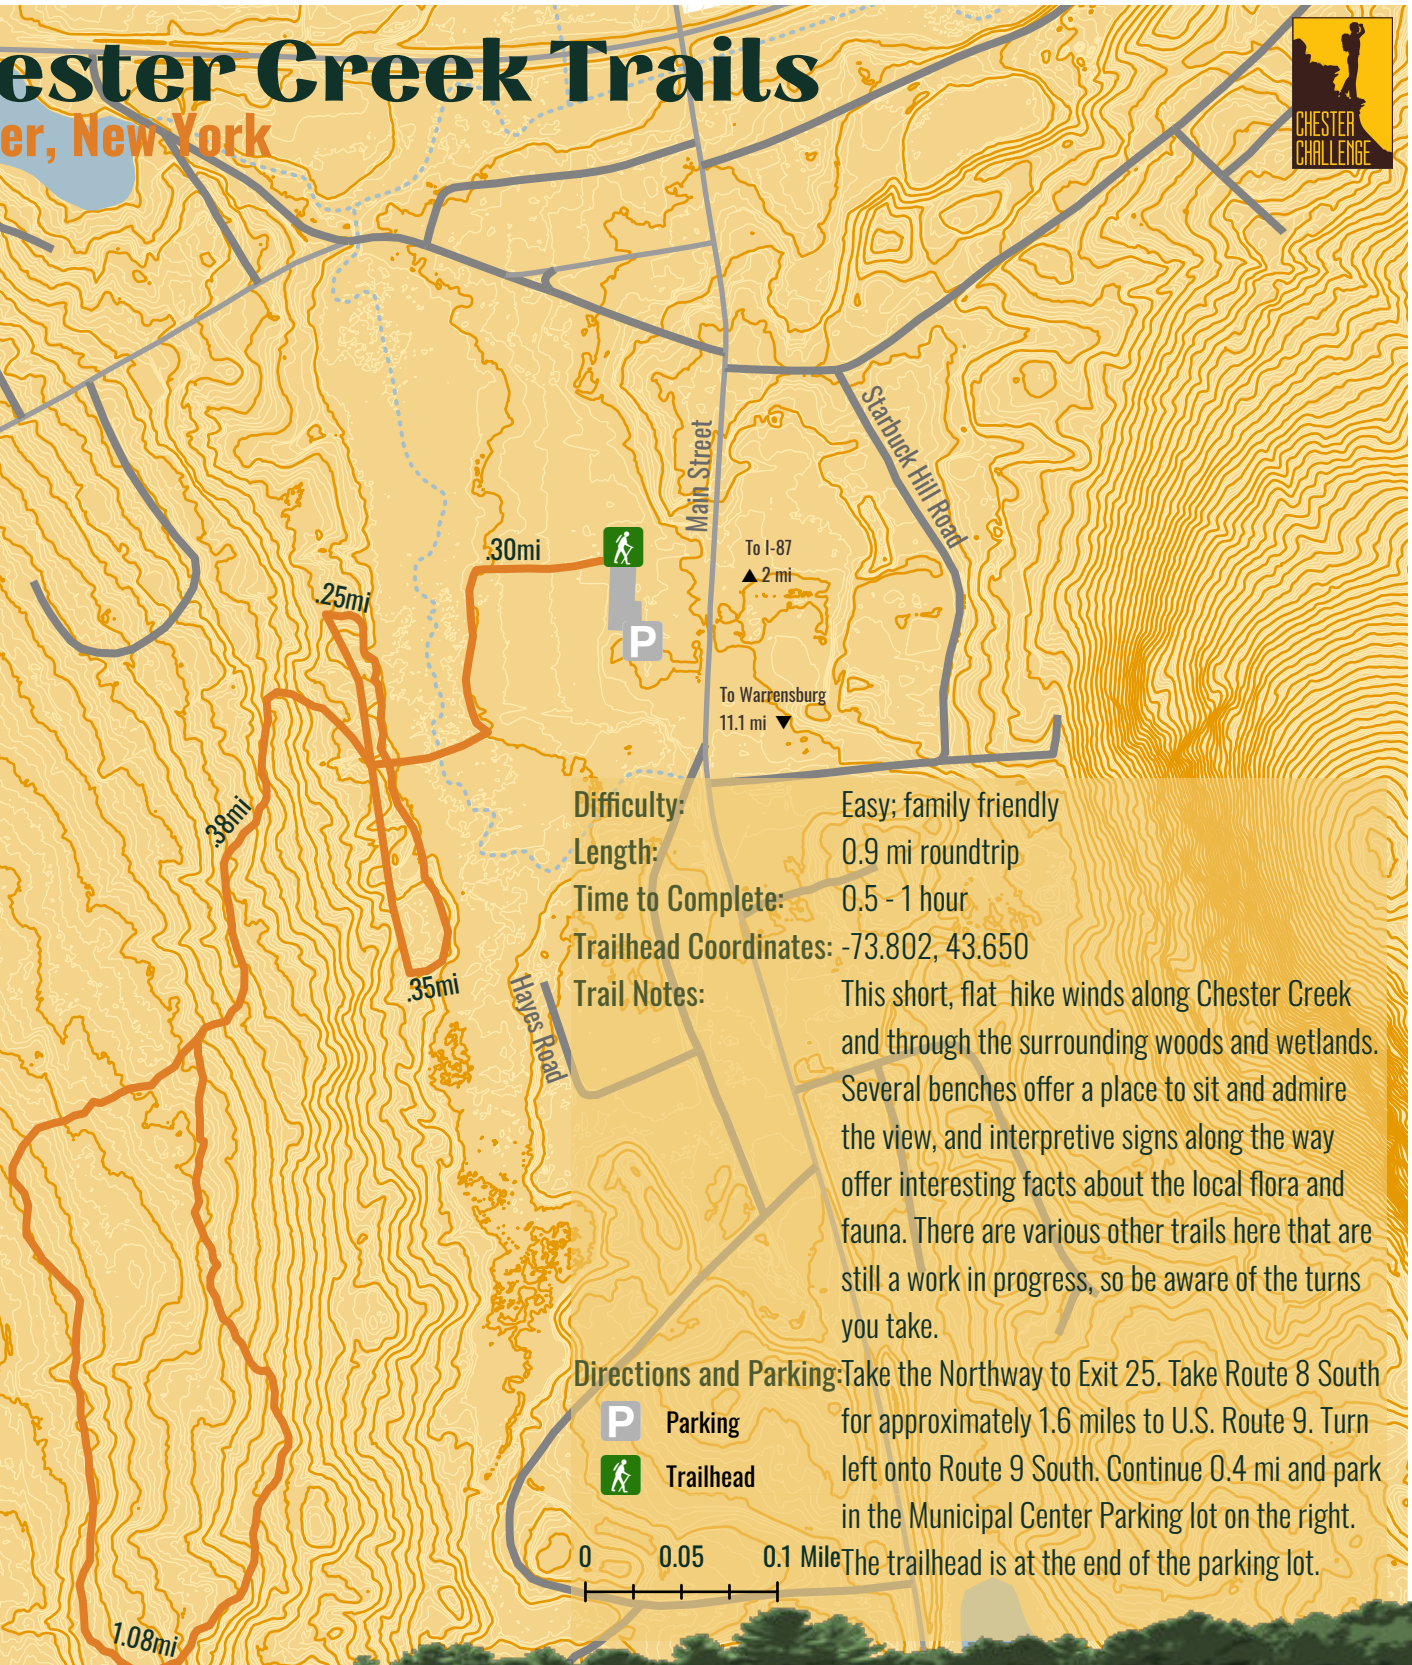 ester Creek Trails
er, New York
CHESTER
CHALLENGE
Main Street
Starbuck Hill Road
.30mi
To I-87
2 mi
.25mi
P
To Warrensburg
11.1 mi
.38mi
.35mi
Hayes Road
1.08mi
Difficulty: Easy; family friendly
Length: 0.9 mi roundtrip
Time to Complete: 0.5 - 1 hour
Trailhead Coordinates: -73.802, 43.650
Trail Notes: This short, flat hike winds along Chester Creek
and through the surrounding woods and wetlands.
Several benches offer a place to sit and admire
the view, and interpretive signs along the way
offer interesting facts about the local flora and
fauna. There are various other trails here that are
still a work in progress, so be aware of the turns
you take.
Directions and Parking: Take the Northway to Exit 25. Take Route 8 South
for approximately 1.6 miles to U.S. Route 9. Turn
left onto Route 9 South. Continue 0.4 mi and park
in the Municipal Center Parking lot on the right.
The trailhead is at the end of the parking lot.
P Parking
Trailhead
0 0.05 0.1 Mile